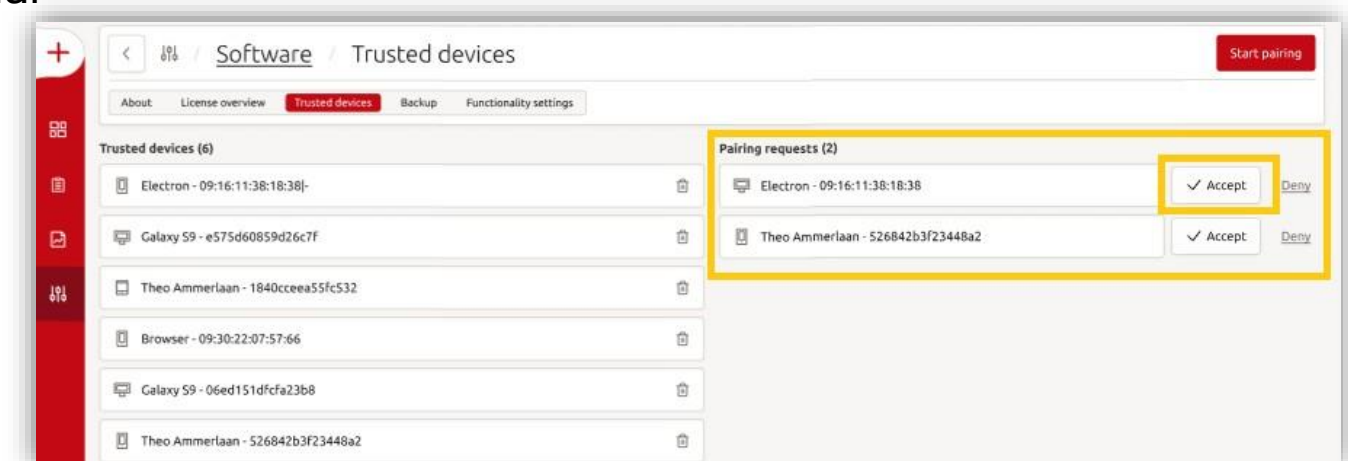 +
< / Software / Trusted devices
Start pairing
About License overview Trusted devices Backup Functionality settings
Trusted devices (6)
Electron - 09:16:11:38:18:38|-
Galaxy S9 - e575d60859d26c7f
Theo Ammerlaan - 1840cceea55fc532
Browser - 09:30:22:07:57:66
Galaxy S9 - 06ed151dfcfa23b8
Theo Ammerlaan - 526842b3f23448a2
Pairing requests (2)
Electron - 09:16:11:38:18:38 ✓ Accept Deny
Theo Ammerlaan - 526842b3f23448a2 ✓ Accept Deny